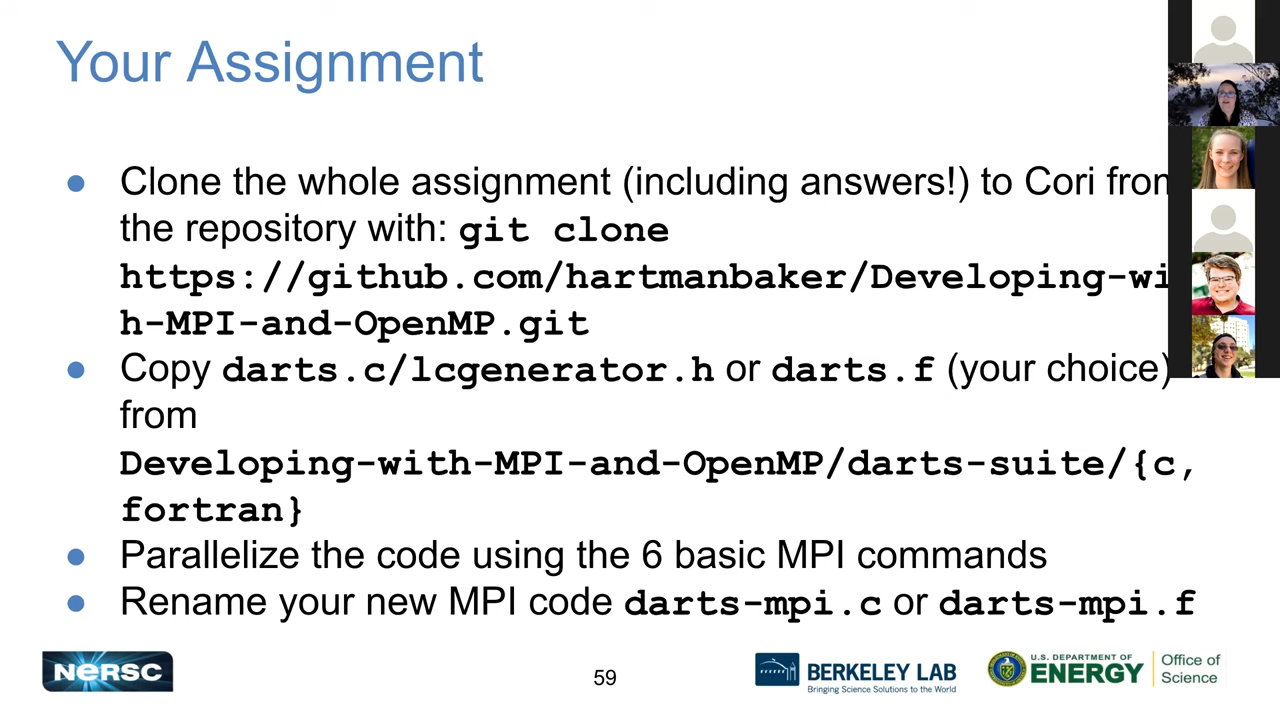 Your Assignment
● Clone the whole assignment (including answers!) to Cori from
the repository with: git clone
https://github.com/hartmanbaker/Developing-wi
h-MPI-and-OpenMP.git
● Copy darts.c/lcgenerator.h or darts.f (your choice)
from
Developing-with-MPI-and-OpenMP/darts-suite/{c,
fortran}
● Parallelize the code using the 6 basic MPI commands
● Rename your new MPI code darts-mpi.c or darts-mpi.f
NERSC
59
BERKELEY LAB
Bringing Science Solutions to the World
U.S. DEPARTMENT OF
ENERGY
Office of
Science